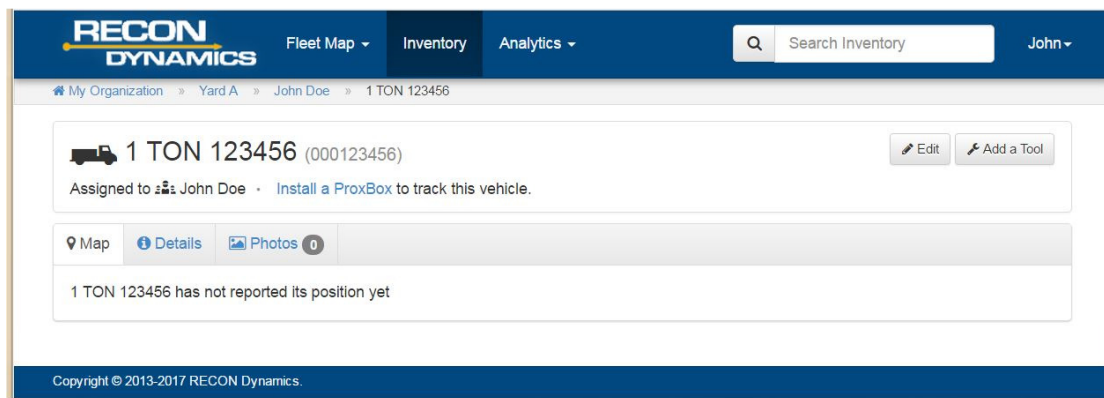 RECON
DYNAMICS
Fleet Map Inventory Analytics Search Inventory John
My Organization » Yard A » John Doe » 1 TON 123456
1 TON 123456 (000123456) Edit Add a Tool
Assigned to John Doe · Install a ProxBox to track this vehicle.
Map Details Photos 0
1 TON 123456 has not reported its position yet
Copyright © 2013-2017 RECON Dynamics.